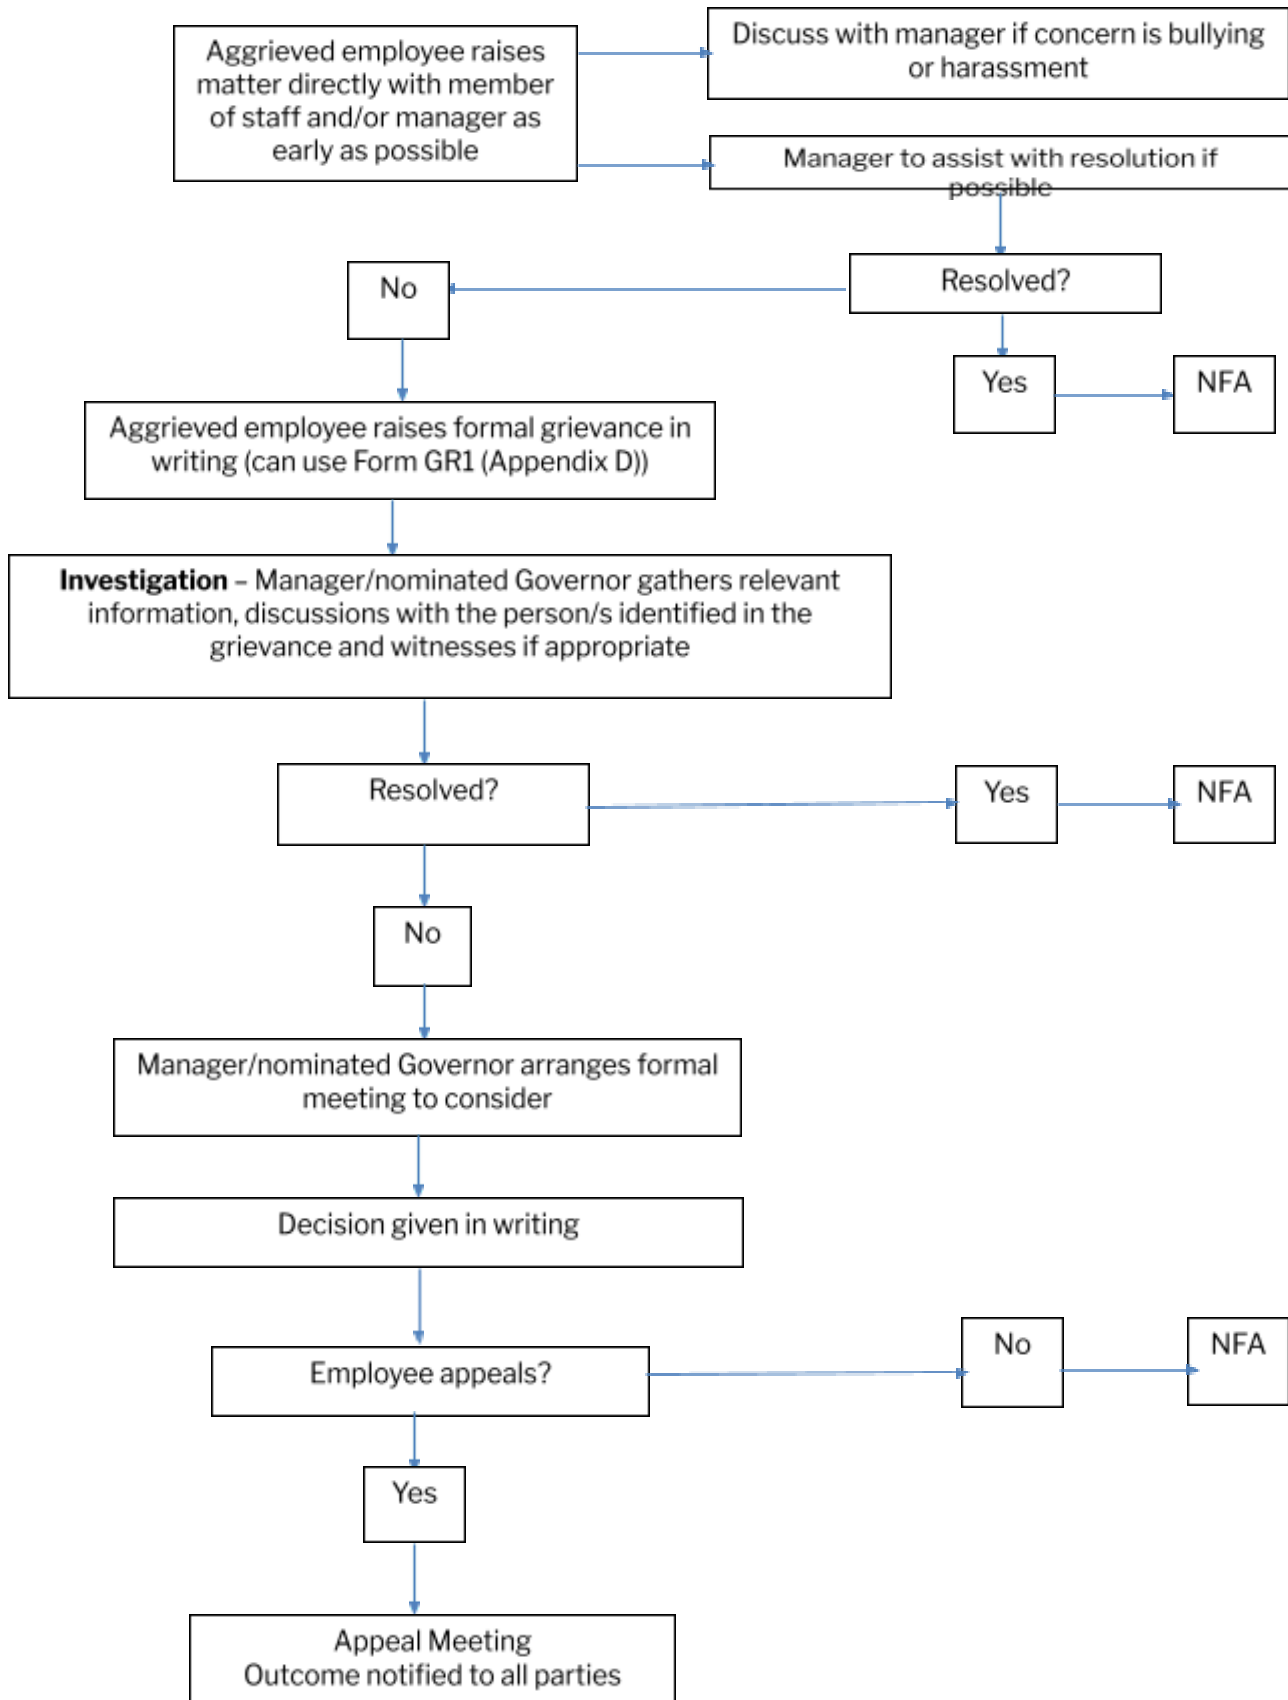 Aggrieved employee raises
matter directly with member
of staff and/or manager as
early as possible
Discuss with manager if concern is bullying
or harassment
Manager to assist with resolution if
possible
Resolved?
No
Yes
NFA
Aggrieved employee raises formal grievance in
writing (can use Form GR1 (Appendix D))
Investigation – Manager/nominated Governor gathers relevant
information, discussions with the person/s identified in the
grievance and witnesses if appropriate
Resolved?
Yes
NFA
No
Manager/nominated Governor arranges formal
meeting to consider
Decision given in writing
Employee appeals?
No
NFA
Yes
Appeal Meeting
Outcome notified to all parties